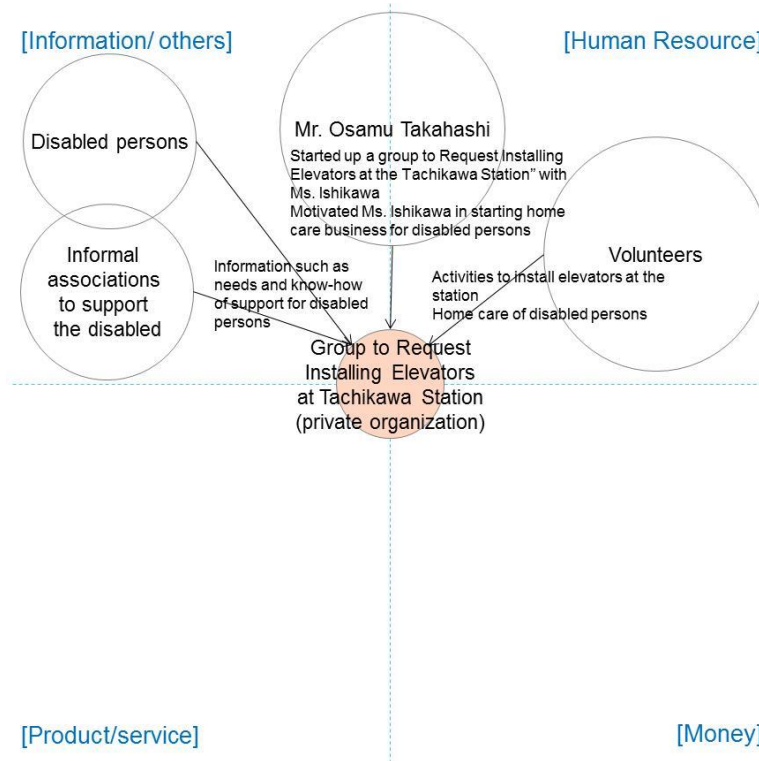 [Information/ others]
[Human Resource]
Disabled persons
Mr. Osamu Takahashi
Started up a group to Request Installing
Elevators at the Tachikawa Station” with
Ms. Ishikawa
Motivated Ms. Ishikawa in starting home
care business for disabled persons
Volunteers
Informal
associations
to support
the disabled
Information such as
needs and know-how
of support for disabled
persons
Activities to install elevators at the
station
Home care of disabled persons
Group to Request
Installing Elevators
at Tachikawa Station
(private organization)
[Product/service]
[Money]